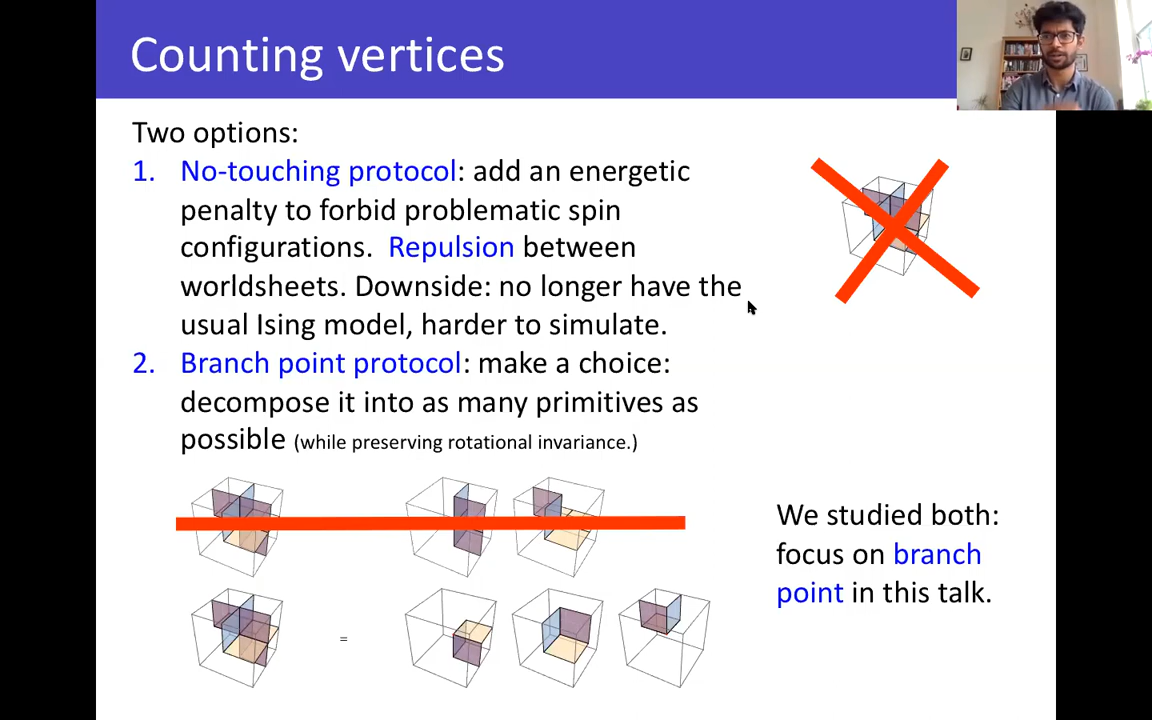 Counting vertices
Two options:
1. No-touching protocol: add an energetic
penalty to forbid problematic spin
configurations. Repulsion between
worldsheets. Downside: no longer have the
usual Ising model, harder to simulate.
2. Branch point protocol: make a choice:
decompose it into as many primitives as
possible (while preserving rotational invariance.)
We studied both:
focus on branch
point in this talk.
=